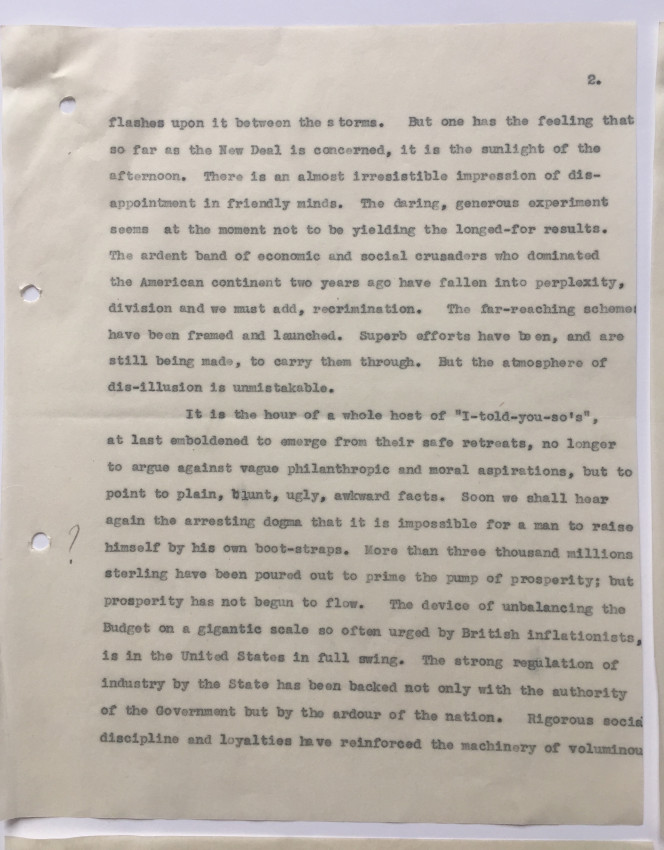 2.
flashes upon it between the storms. But one has the feeling that
so far as the New Deal is concerned, it is the sunlight of the
afternoon. There is an almost irresistible impression of dis-
appointment in friendly minds. The daring, generous experiment
seems at the moment not to be yielding the longed-for results.
The ardent band of economic and social crusaders who dominated
the American continent two years ago have fallen into perplexity,
division and we must add, recrimination. The far-reaching schemes
have been framed and launched. Superb efforts have been, and are
still being made, to carry them through. But the atmosphere of
dis-illusion is unmistakable.
It is the hour of a whole host of "I-told-you-so's",
at last emboldened to emerge from their safe retreats, no longer
to argue against vague philanthropic and moral aspirations, but to
point to plain, blunt, ugly, awkward facts. Soon we shall hear
again the arresting dogma that it is impossible for a man to raise
? himself by his own boot-straps. More than three thousand millions
sterling have been poured out to prime the pump of prosperity; but
prosperity has not begun to flow. The device of unbalancing the
Budget on a gigantic scale so often urged by British inflationists,
is in the United States in full swing. The strong regulation of
industry by the State has been backed not only with the authority
of the Government but by the ardour of the nation. Rigorous socia
discipline and loyalties have reinforced the machinery of voluminou